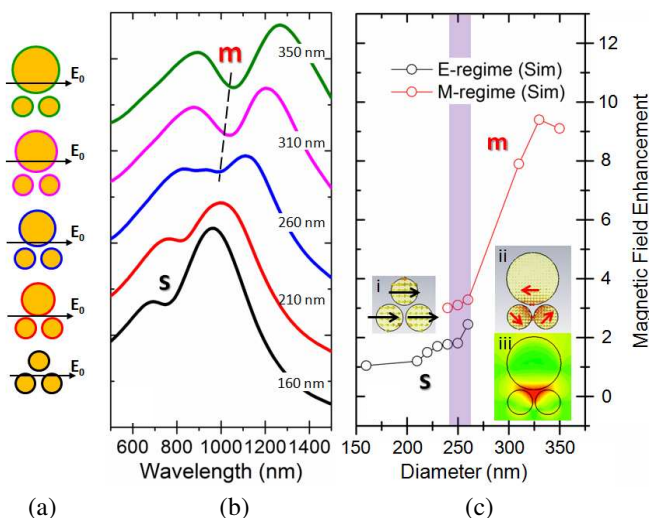 E₀
E₀
E₀
E₀
E₀
(a)
m
s
350 nm
310 nm
260 nm
210 nm
160 nm
600 800 1000 1200 1400
Wavelength (nm)
(b)
E-regime (Sim)
M-regime (Sim)
m
i
ii
iii
s
12
10
8
6
4
2
0
Magnetic Field Enhancement
150 200 250 300 350
Diameter (nm)
(c)